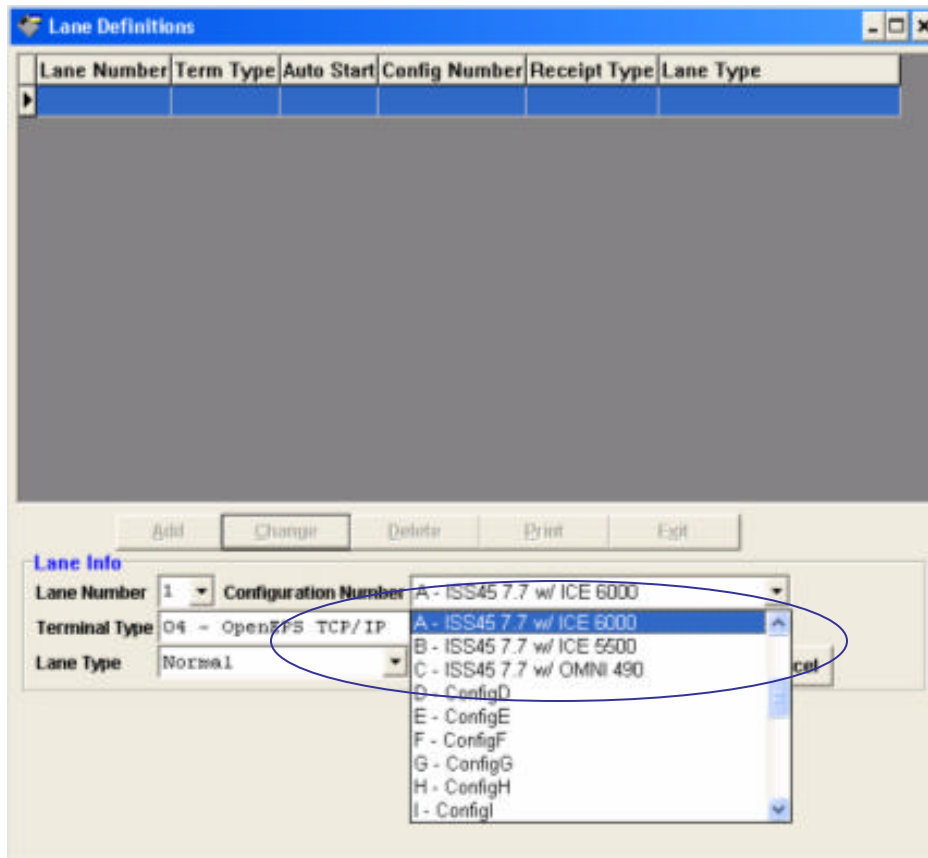 Lane Definitions
Lane Number Term Type Auto Start Config Number Receipt Type Lane Type
Add Change Delete Print Exit
Lane Info
Lane Number 1 Configuration Number A - ISS45 7.7 w/ ICE 6000
Terminal Type 04 - OpenEPS TCP/IP
A - ISS45 7.7 w/ ICE 6000
B - ISS45 7.7 w/ ICE 5500
Lane Type Normal
C - ISS45 7.7 w/ OMNI 490
cel
D - ConfigD
E - ConfigE
F - ConfigF
G - ConfigG
H - ConfigH
I - ConfigI